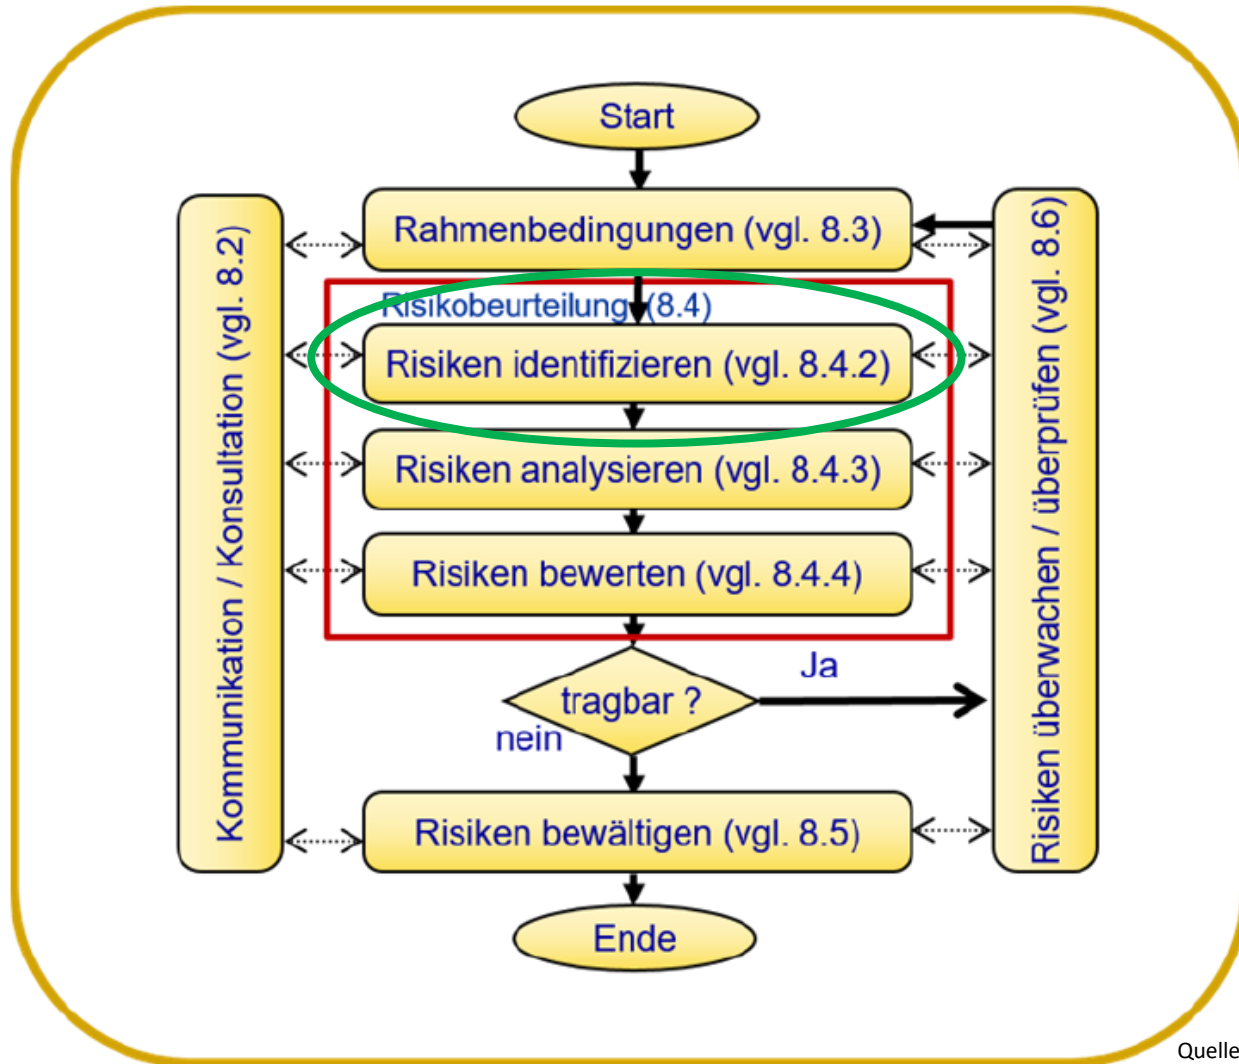 Start
Rahmenbedingungen (vgl. 8.3)
Risikobeurteilung (8.4)
Risiken identifizieren (vgl. 8.4.2)
Risiken analysieren (vgl. 8.4.3)
Risiken bewerten (vgl. 8.4.4)
tragbar ?
Ja
nein
Risiken bewältigen (vgl. 8.5)
Ende
Kommunikation / Konsultation (vgl. 8.2)
Risiken überwachen / überprüfen (vgl. 8.6)
Quelle